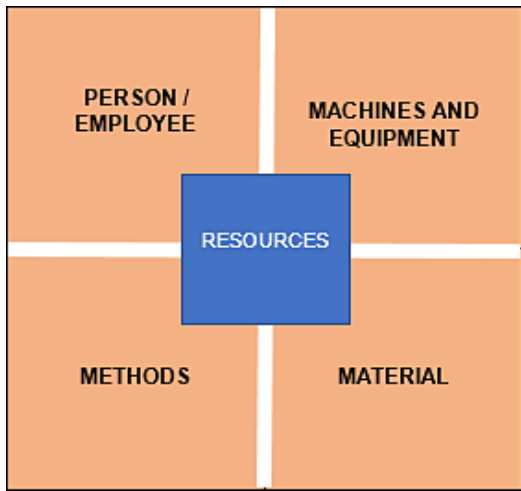 PERSON /
EMPLOYEE
MACHINES AND
EQUIPMENT
RESOURCES
METHODS
MATERIAL